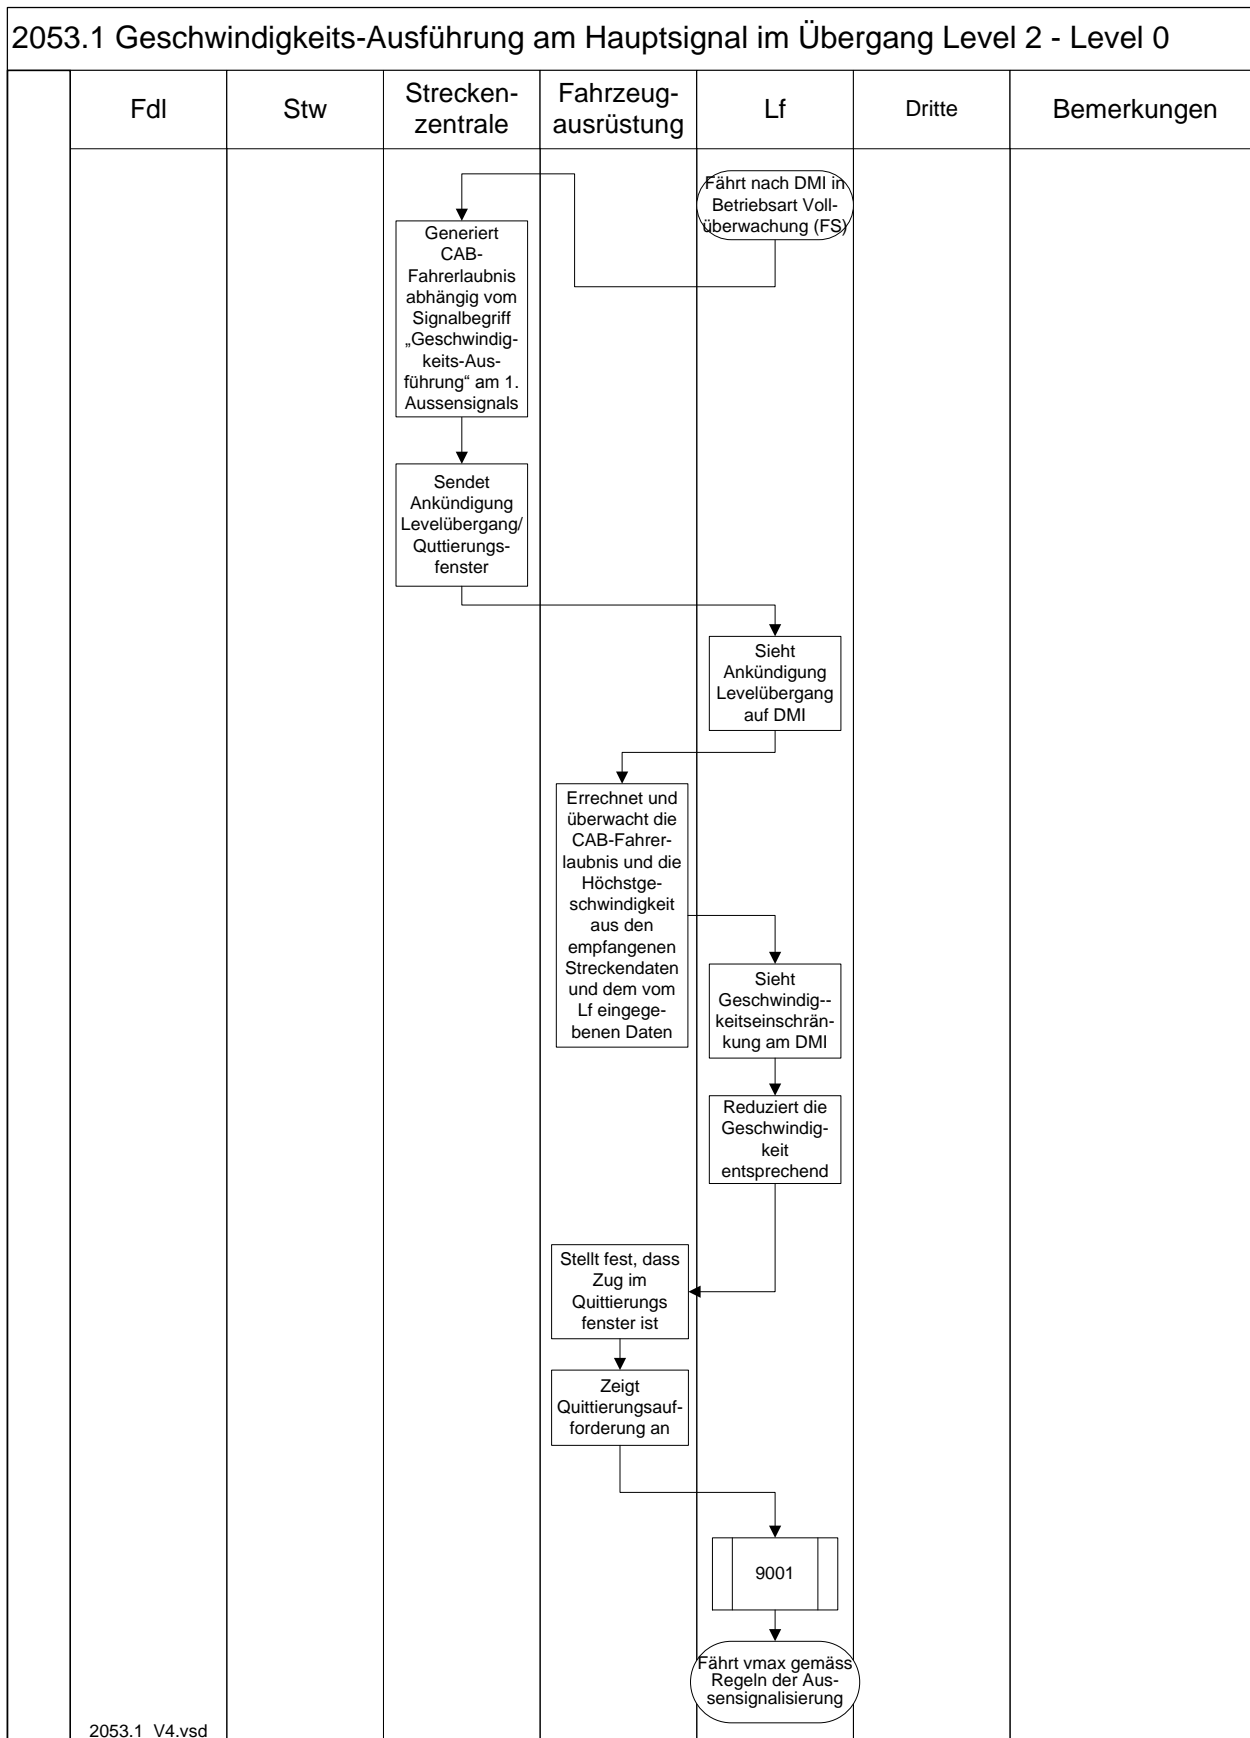 2053.1 Geschwindigkeits-Ausführung am Hauptsignal im Übergang Level 2 - Level 0
Fdl
Stw
Strecken-
zentrale
Fahrzeug-
ausrüstung
Lf
Dritte
Bemerkungen
Fährt nach DMI in
Betriebsart Voll-
überwachung (FS)
Generiert
CAB-
Fahrerlaubnis
abhängig vom
Signalbegriff
„Geschwindig-
keits-Aus-
führung“ am 1.
Aussensignals
Sendet
Ankündigung
Levelübergang/
Quttierungs-
fenster
Sieht
Ankündigung
Levelübergang
auf DMI
Errechnet und
überwacht die
CAB-Fahrer-
laubnis und die
Höchstge-
schwindigkeit
aus den
empfangenen
Streckendaten
und dem vom
Lf eingege-
benen Daten
Sieht
Geschwindig--
keitseinschrän-
kung am DMI
Reduziert die
Geschwindig-
keit
entsprechend
Stellt fest, dass
Zug im
Quittierungs
fenster ist
Zeigt
Quittierungsauf-
forderung an
9001
Fährt vmax gemäss
Regeln der Aus-
sensignalisierung
2053.1_V4.vsd